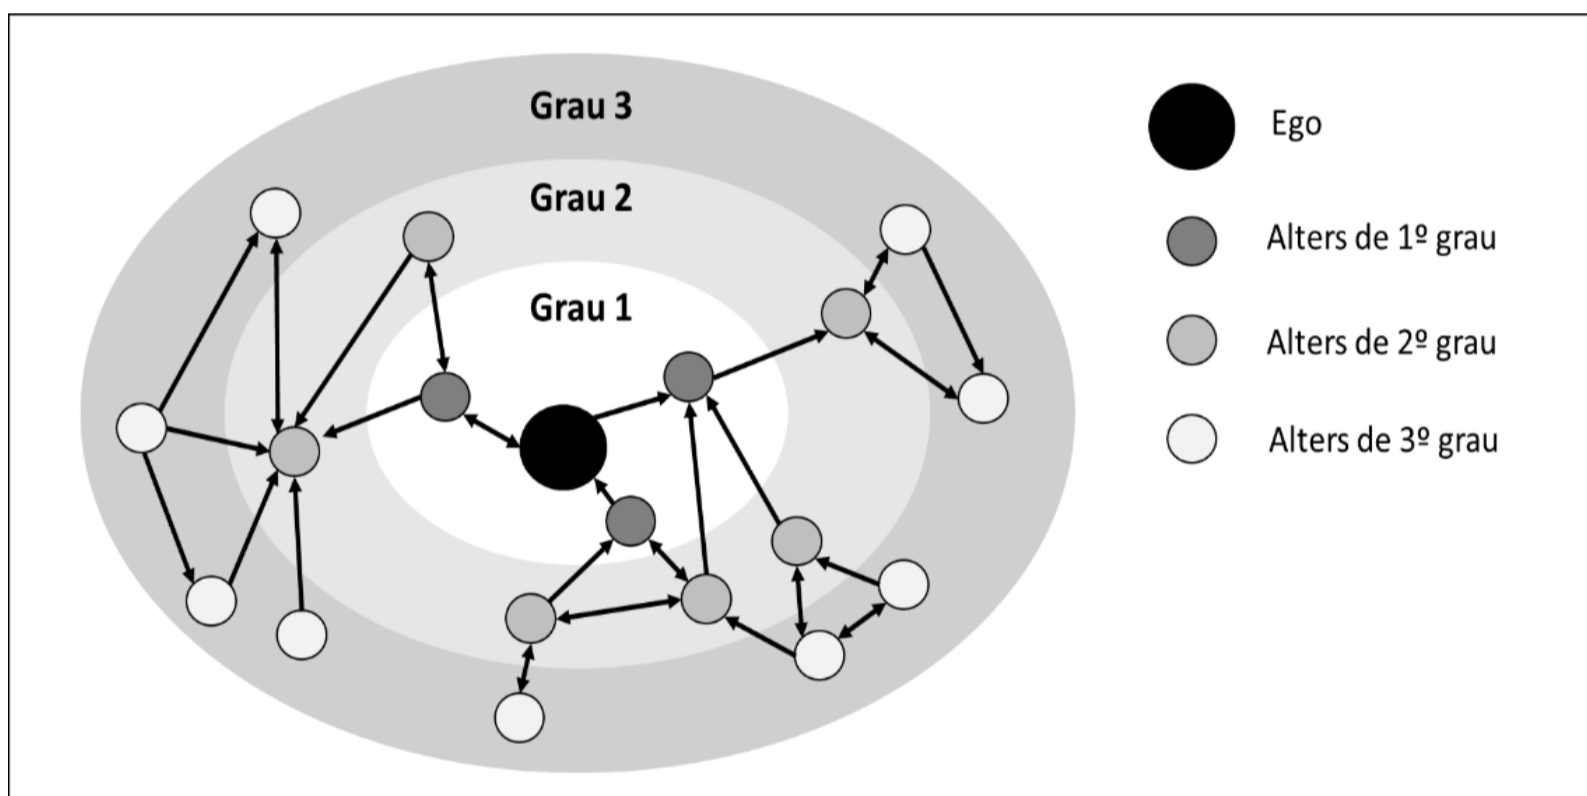 Grau 3
Grau 2
Grau 1
Ego
Alters de 1º grau
Alters de 2º grau
Alters de 3º grau